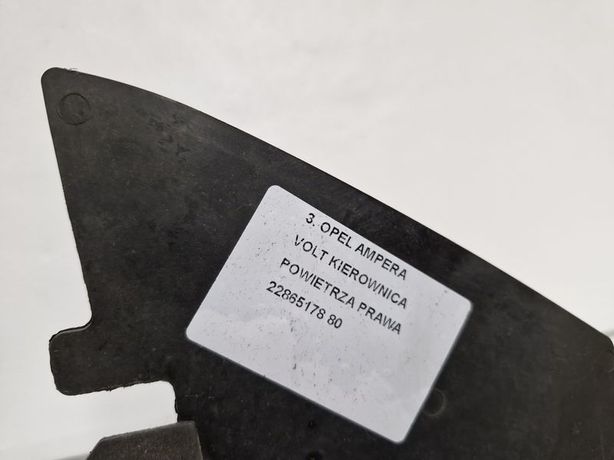 3. OPEL AMPERA
VOLT KIEROWNICA
POWIETRZA PRAWA
22865178 80